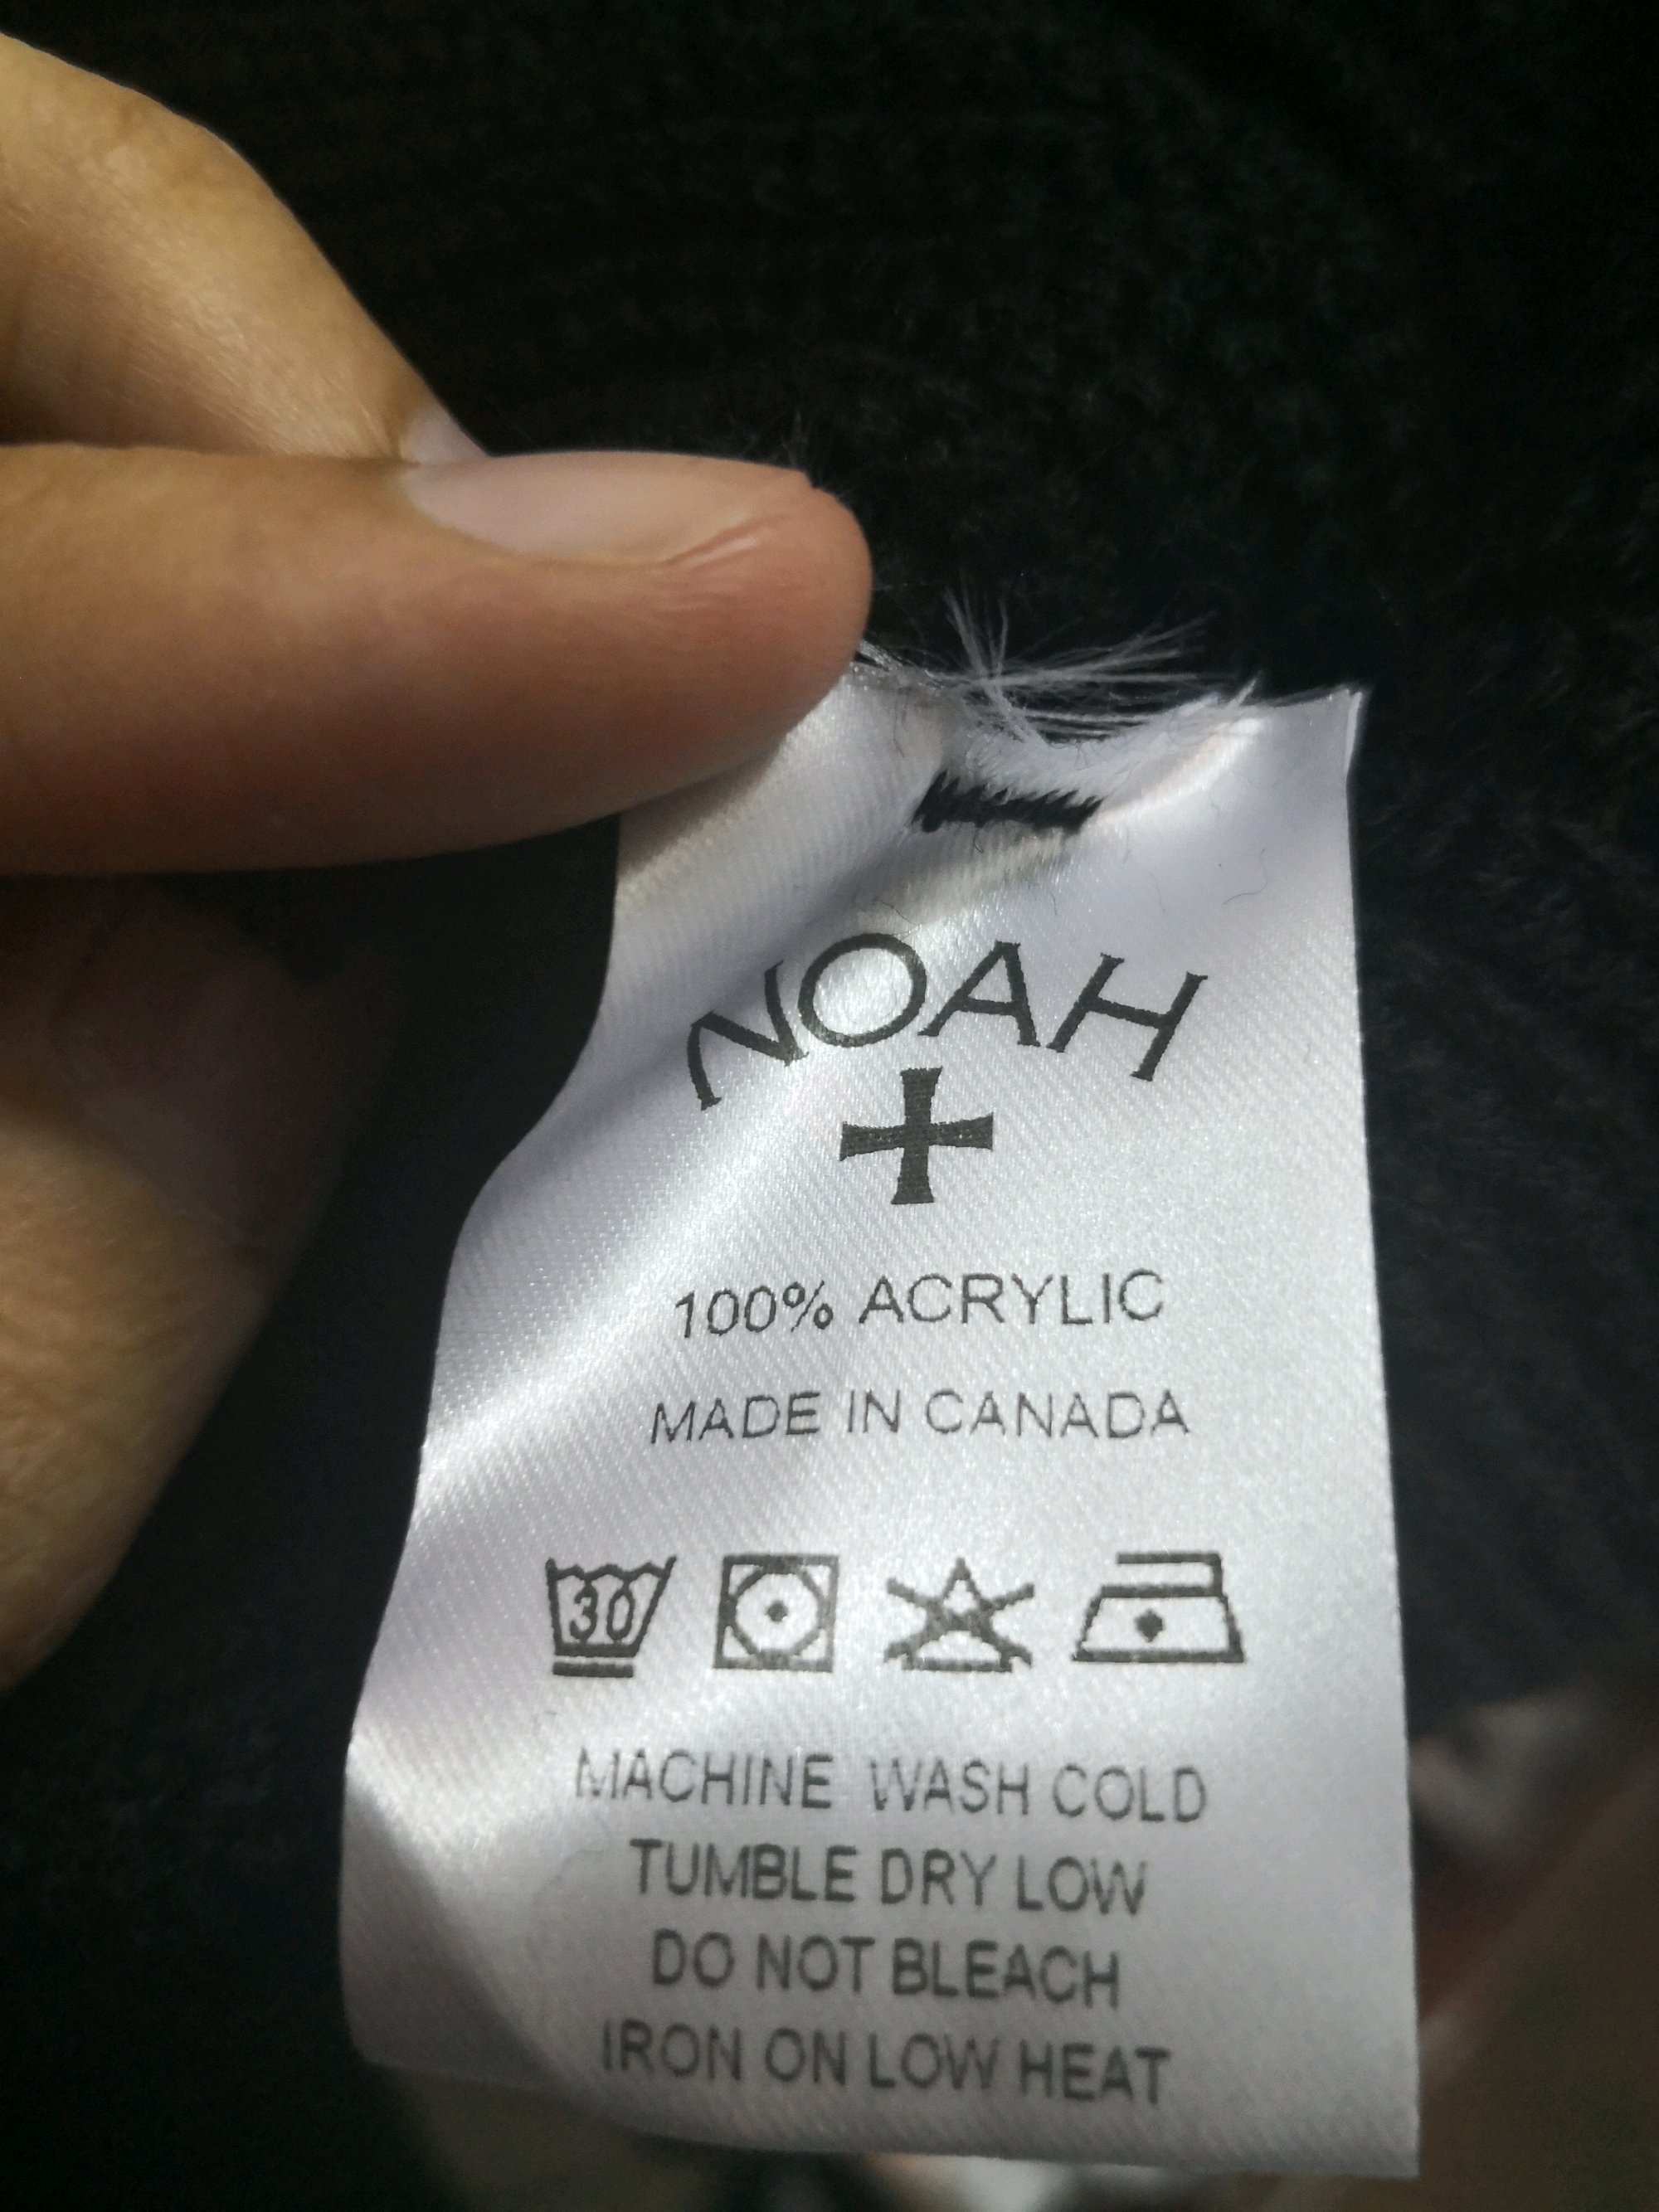 NOAH
100% ACRYLIC
MADE IN CANADA
30
MACHINE WASH COLD
TUMBLE DRY LOW
DO NOT BLEACH
IRON ON LOW HEAT